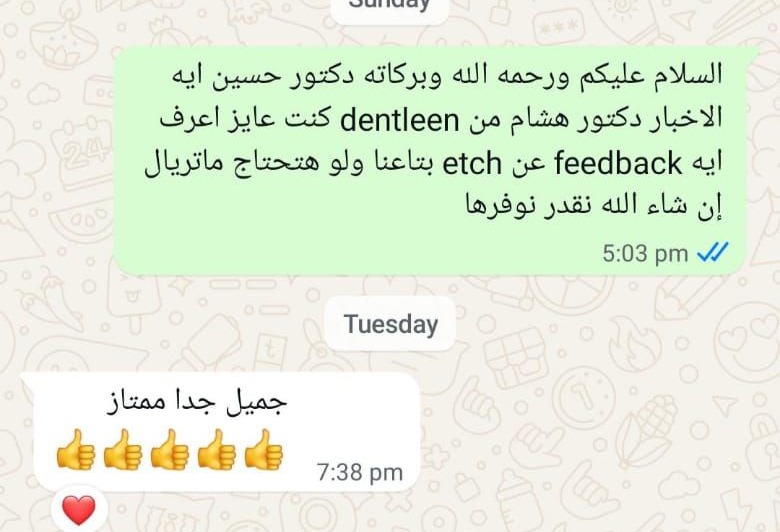 Sunday
السلام عليكم ورحمه الله وبركاته دكتور حسين ايه
الاخبار دكتور هشام من dentleen كنت عايز اعرف
ايه feedback عن etch بتاعنا ولو هتحتاج ماتريال
إن شاء الله نقدر نوفرها
5:03 pm
Tuesday
جميل جدا ممتاز
👍👍👍👍👍
7:38 pm
❤️